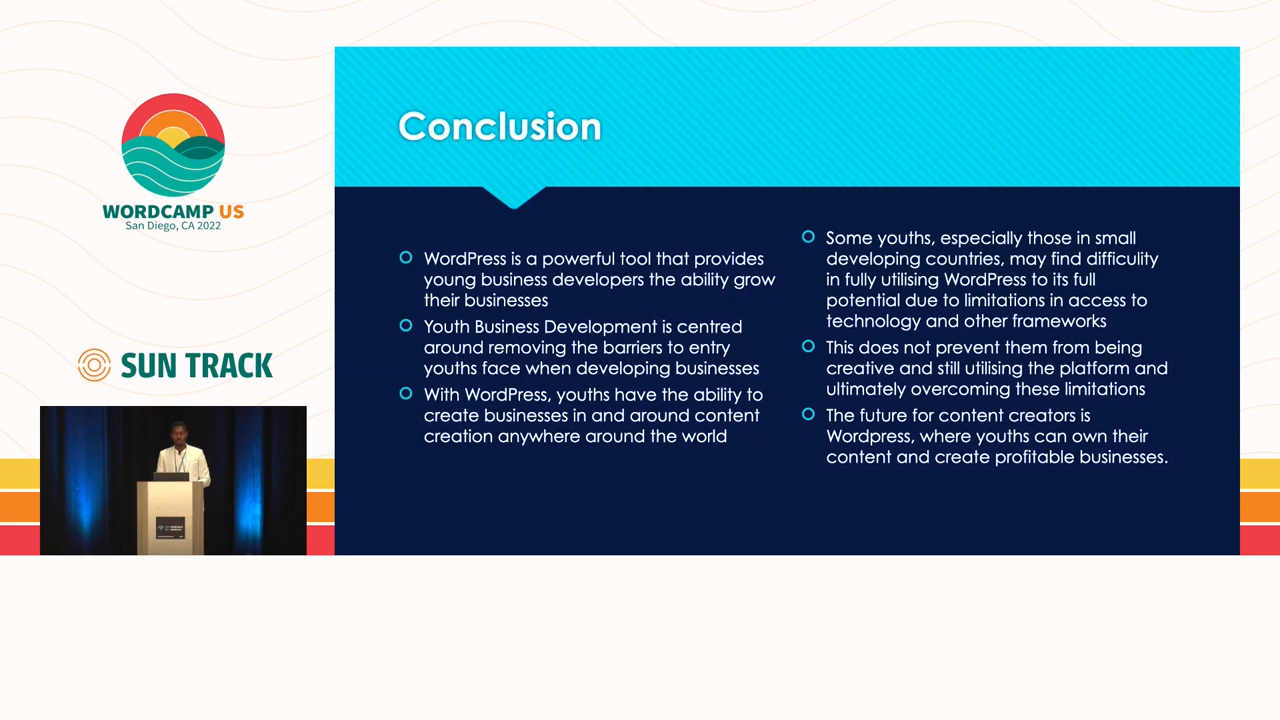 WORDCAMP US
San Diego, CA 2022
SUN TRACK
Conclusion
WordPress is a powerful tool that provides
young business developers the ability grow
their businesses
Youth Business Development is centred
around removing the barriers to entry
youths face when developing businesses
With WordPress, youths have the ability to
create businesses in and around content
creation anywhere around the world
Some youths, especially those in small
developing countries, may find difficulity
in fully utilising WordPress to its full
potential due to limitations in access to
technology and other frameworks
This does not prevent them from being
creative and still utilising the platform and
ultimately overcoming these limitations
The future for content creators is
Wordpress, where youths can own their
content and create profitable businesses.